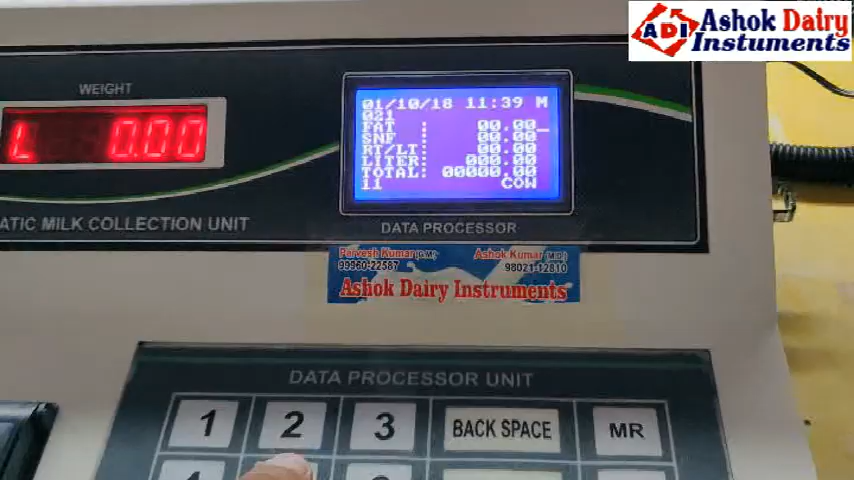 ADI Ashok Dairy
Instuments
WEIGHT
L 0.00
01/10/18 11:39 M
021
FAT : 00.00_
SNF : 00.00
RT/LT: 00.00
LITER: 000.00
TOTAL: 00000.00
11 COW
ATIC MILK COLLECTION UNIT
DATA PROCESSOR
Parvesh Kumar(G.M) Ashok Kumar(M.D)
99960-22587 98021-12810
Ashok Dairy Instruments
DATA PROCESSOR UNIT
1 2 3 BACK SPACE MR